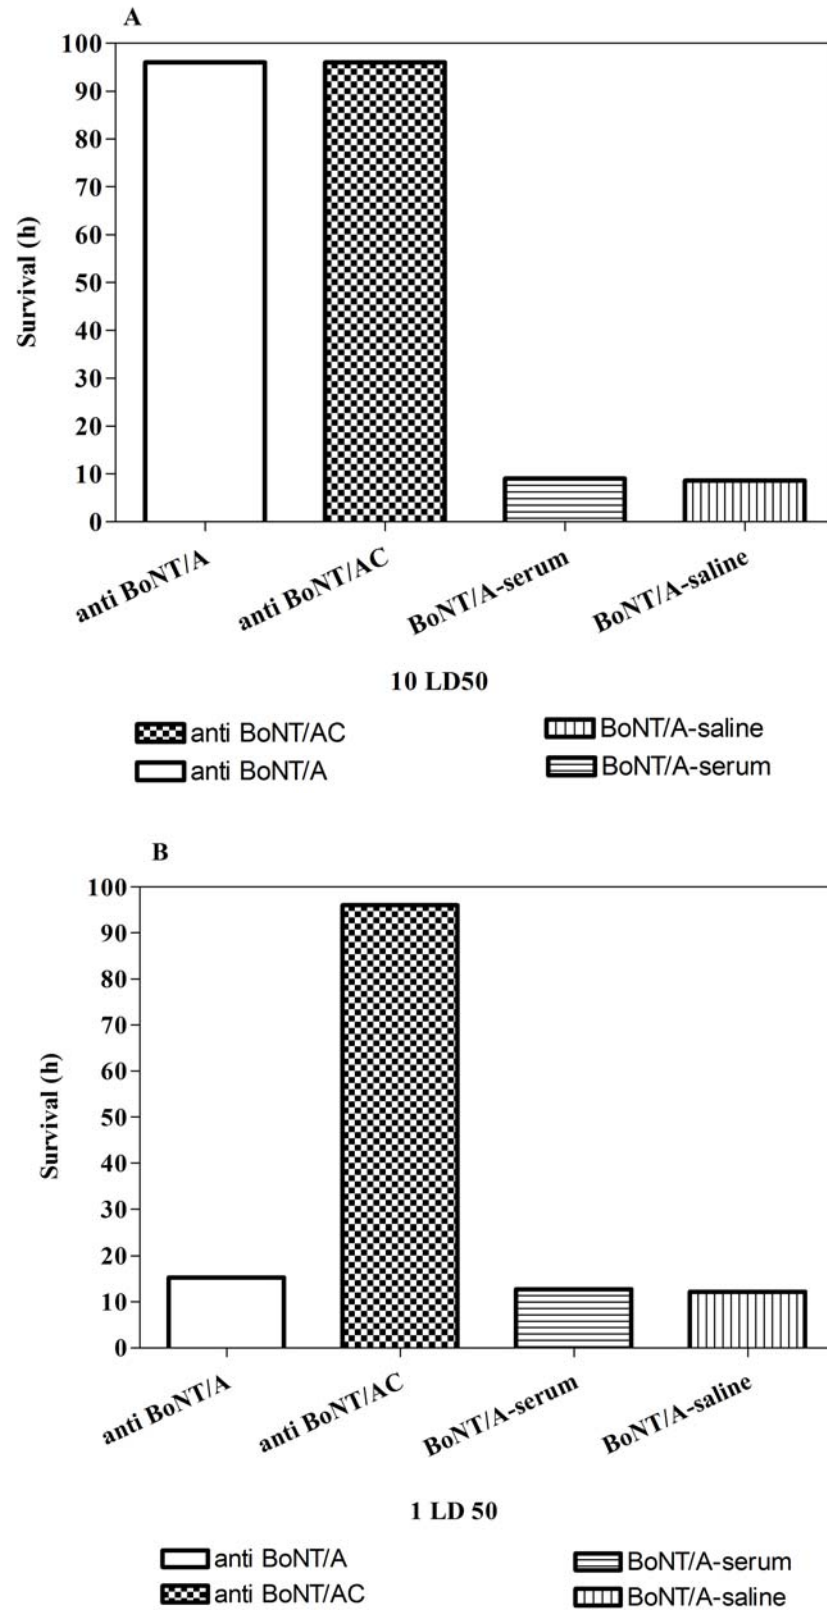 A
100
90
80
70
60
50
40
30
20
10
0
Survival (h)
anti BoNT/A
anti BoNT/AC
BoNT/A-serum
BoNT/A-saline
10 LD50
anti BoNT/AC
BoNT/A-saline
anti BoNT/A
BoNT/A-serum
B
100
90
80
70
60
50
40
30
20
10
0
Survival (h)
anti BoNT/A
anti BoNT/AC
BoNT/A-serum
BoNT/A-saline
1 LD 50
anti BoNT/A
BoNT/A-serum
anti BoNT/AC
BoNT/A-saline